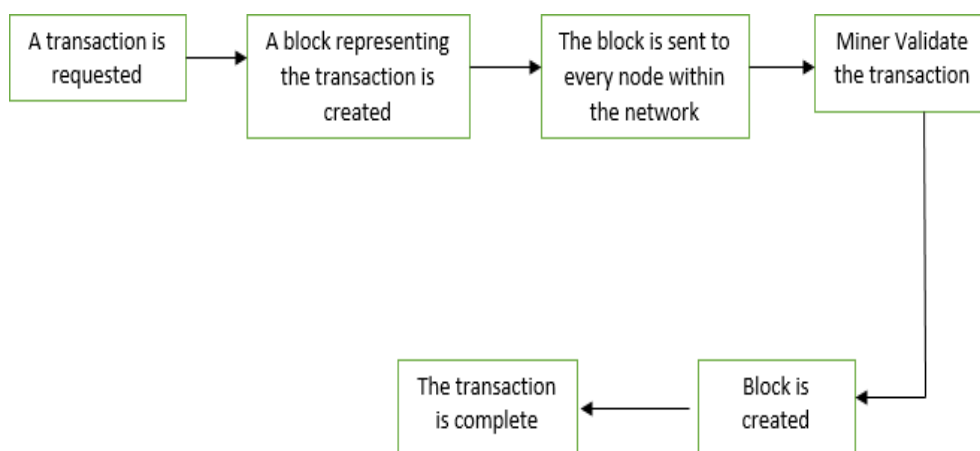 A transaction is
requested
A block representing
the transaction is
created
The block is sent to
every node within
the network
Miner Validate
the transaction
The transaction
is complete
Block is
created